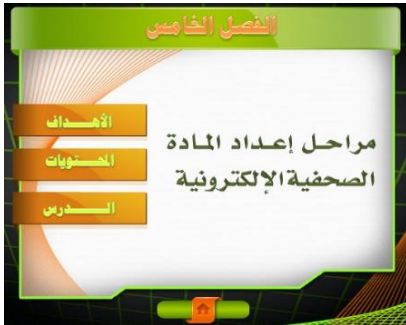 الفصل الخامس
مراحل إعداد المادة
الصحفية الإلكترونية
الأهداف
المحتويات
الدرس